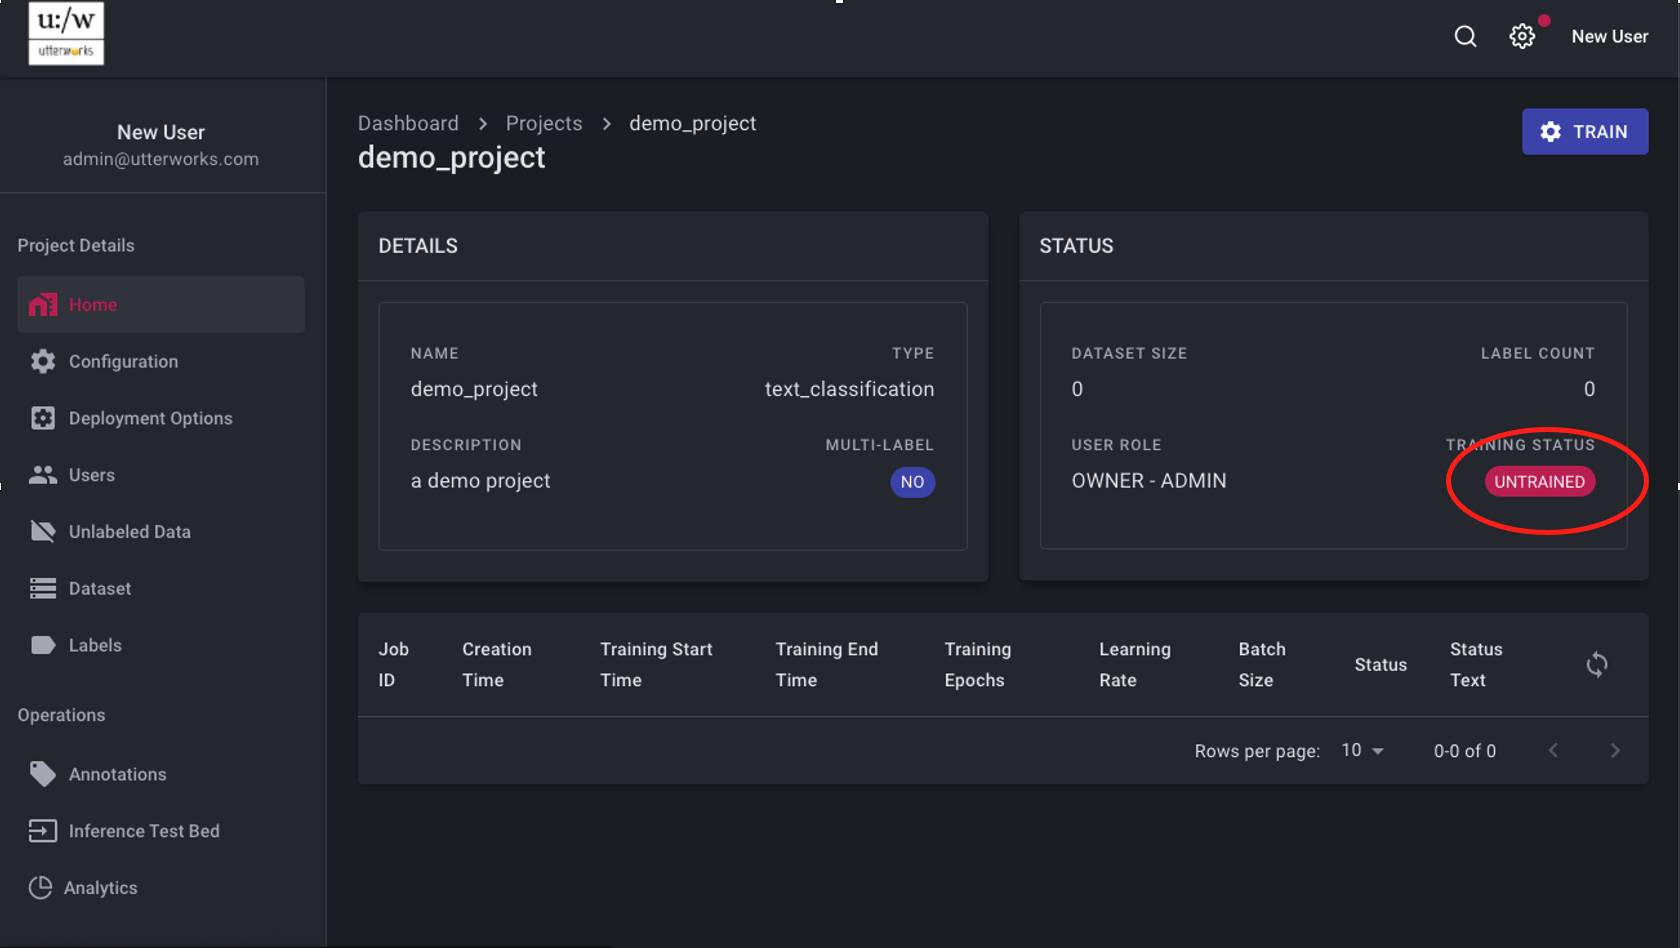 u:/w
utterworks
New User
New User
admin@utterworks.com
Project Details
Home
Configuration
Deployment Options
Users
Unlabeled Data
Dataset
Labels
Operations
Annotations
Inference Test Bed
Analytics
Dashboard > Projects > demo_project
demo_project
TRAIN
DETAILS
NAME TYPE
demo_project text_classification
DESCRIPTION MULTI-LABEL
a demo project NO
STATUS
DATASET SIZE LABEL COUNT
0 0
USER ROLE TRAINING STATUS
OWNER - ADMIN UNTRAINED
Job ID Creation Time Training Start Time Training End Time Training Epochs Learning Rate Batch Size Status Status Text
Rows per page: 10 0-0 of 0